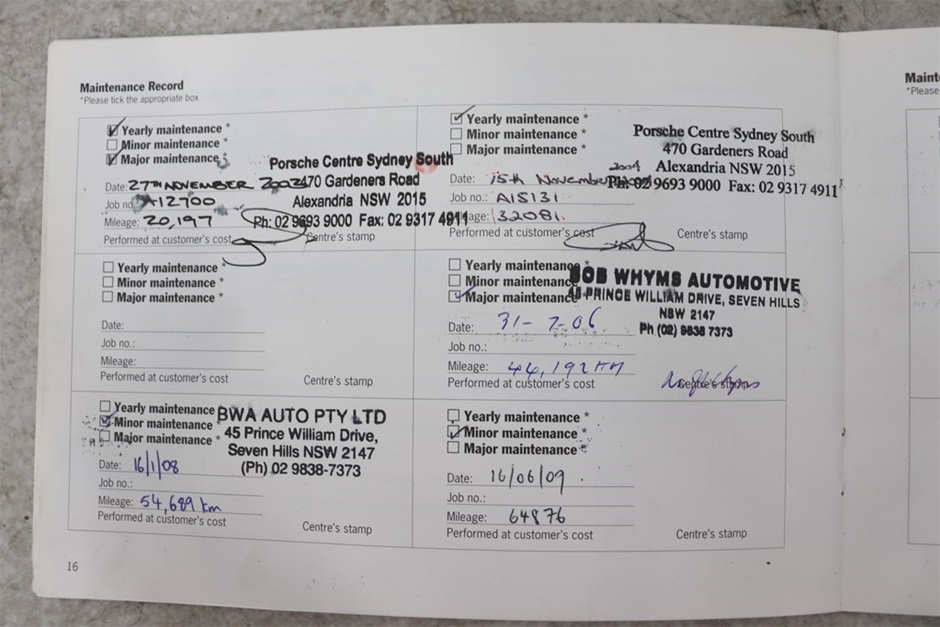 Maintenance Record
*Please tick the appropriate box
Yearly maintenance *
Minor maintenance *
Major maintenance *
Porsche Centre Sydney South
470 Gardeners Road
Alexandria NSW 2015
Ph: 02 9693 9000 Fax: 02 9317 4911
Date: 27TH NOVEMBER
Job no.: A12700
Mileage: 20,197
Performed at customer's cost
Centre's stamp
Yearly maintenance *
Minor maintenance *
Major maintenance *
Porsche Centre Sydney South
470 Gardeners Road
Alexandria NSW 2015
Ph: 02 9693 9000 Fax: 02 9317 4911
Date: 15th November 2004
Job no.: A15131
Mileage: 32081.
Performed at customer's cost
Centre's stamp
Yearly maintenance *
Minor maintenance *
Major maintenance *
Date:
Job no.:
Mileage:
Performed at customer's cost
Centre's stamp
Yearly maintenance *
Minor maintenance
Major maintenance
BOB WHYMS AUTOMOTIVE
45 PRINCE WILLIAM DRIVE, SEVEN HILLS
NSW 2147
Ph (02) 9838 7373
Date: 31-7-06
Job no.:
Mileage: 44,192 KM
Performed at customer's cost
Centre's stamp
Yearly maintenance
Minor maintenance *
Major maintenance *
BWA AUTO PTY LTD
45 Prince William Drive,
Seven Hills NSW 2147
(Ph) 02 9838-7373
Date: 16/1/08
Job no.:
Mileage: 54,689 km
Performed at customer's cost
Centre's stamp
Yearly maintenance *
Minor maintenance *
Major maintenance *
Date: 16/06/09
Job no.:
Mileage: 64876
Performed at customer's cost
Centre's stamp
16
Maint
*Please